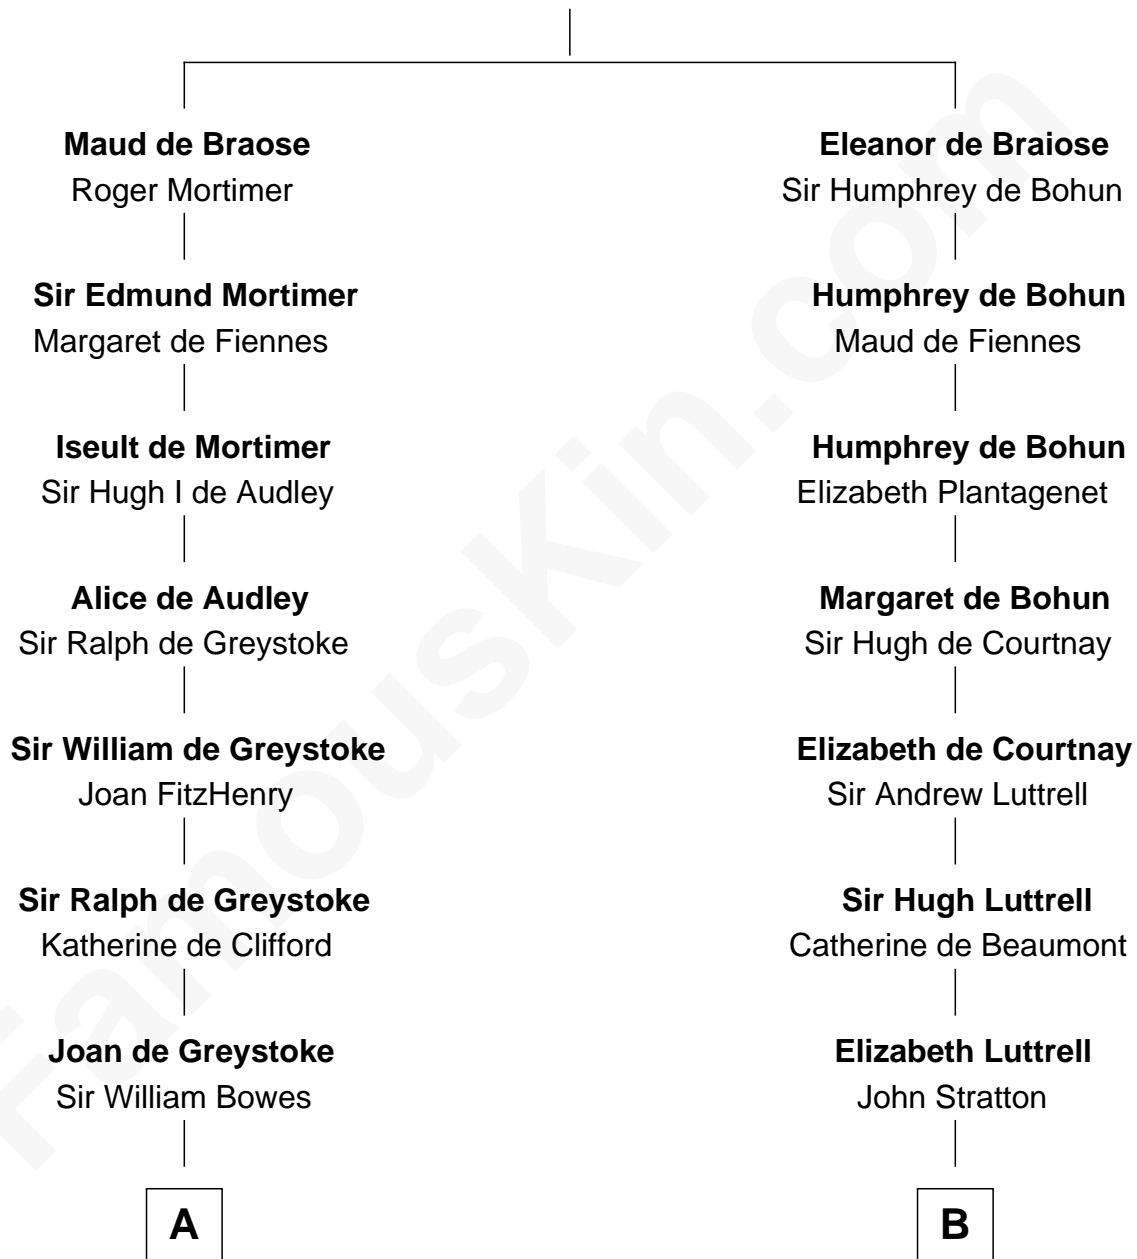 Maud de Braose
Roger Mortimer
Sir Edmund Mortimer
Margaret de Fiennes
Iseult de Mortimer
Sir Hugh I de Audley
Alice de Audley
Sir Ralph de Greystoke
Sir William de Greystoke
Joan FitzHenry
Sir Ralph de Greystoke
Katherine de Clifford
Joan de Greystoke
Sir William Bowes
A
Eleanor de Braiose
Sir Humphrey de Bohun
Humphrey de Bohun
Maud de Fiennes
Humphrey de Bohun
Elizabeth Plantagenet
Margaret de Bohun
Sir Hugh de Courtnay
Elizabeth de Courtnay
Sir Andrew Luttrell
Sir Hugh Luttrell
Catherine de Beaumont
Elizabeth Luttrell
John Stratton
B
FamousKin.com